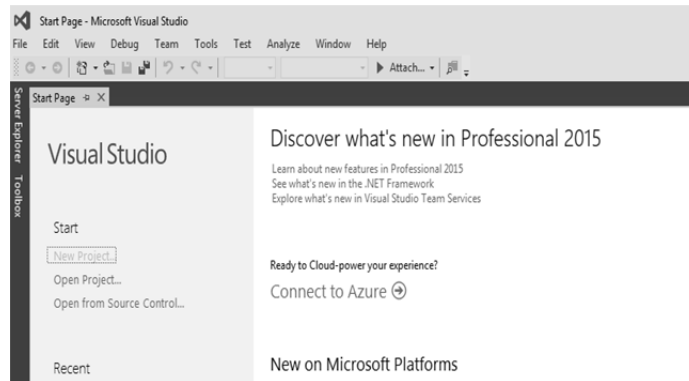 Start Page - Microsoft Visual Studio
File Edit View Debug Team Tools Test Analyze Window Help
Attach...
Server Explorer
Toolbox
Start Page
Visual Studio
Start
New Project...
Open Project...
Open from Source Control...
Recent
Discover what's new in Professional 2015
Learn about new features in Professional 2015
See what's new in the .NET Framework
Explore what's new in Visual Studio Team Services
Ready to Cloud-power your experience?
Connect to Azure
New on Microsoft Platforms